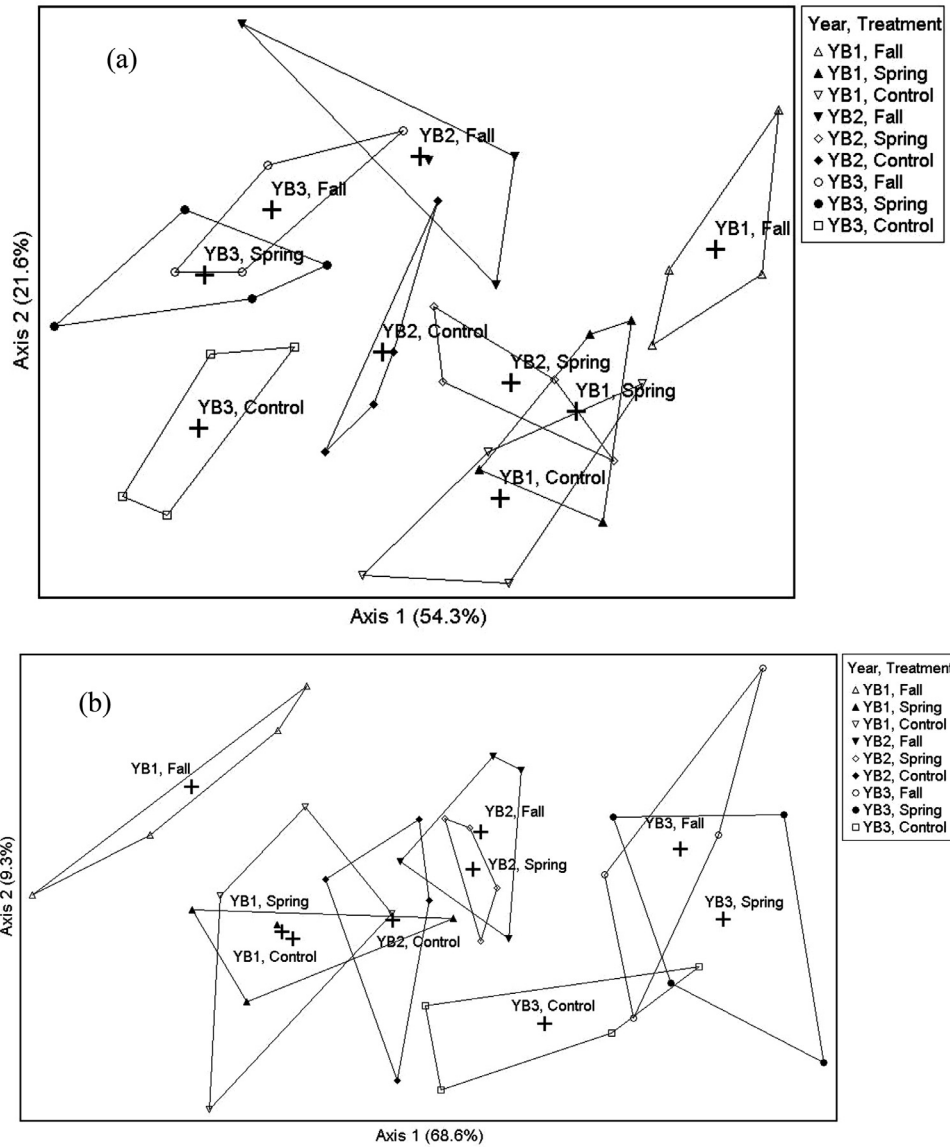 (a)
YB2, Fall
YB3, Fall
YB1, Fall
YB3, Spring
YB2, Control
YB2, Spring
YB1, Spring
YB3, Control
YB1, Control
Axis 2 (21.6%)
Axis 1 (54.3%)
Year, Treatment
YB1, Fall
YB1, Spring
YB1, Control
YB2, Fall
YB2, Spring
YB2, Control
YB3, Fall
YB3, Spring
YB3, Control
(b)
YB1, Fall
YB2, Fall
YB3, Fall
YB2, Spring
YB1, Spring
YB3, Spring
YB2, Control
YB1, Control
YB3, Control
Axis 2 (9.3%)
Axis 1 (68.6%)
Year, Treatment
YB1, Fall
YB1, Spring
YB1, Control
YB2, Fall
YB2, Spring
YB2, Control
YB3, Fall
YB3, Spring
YB3, Control